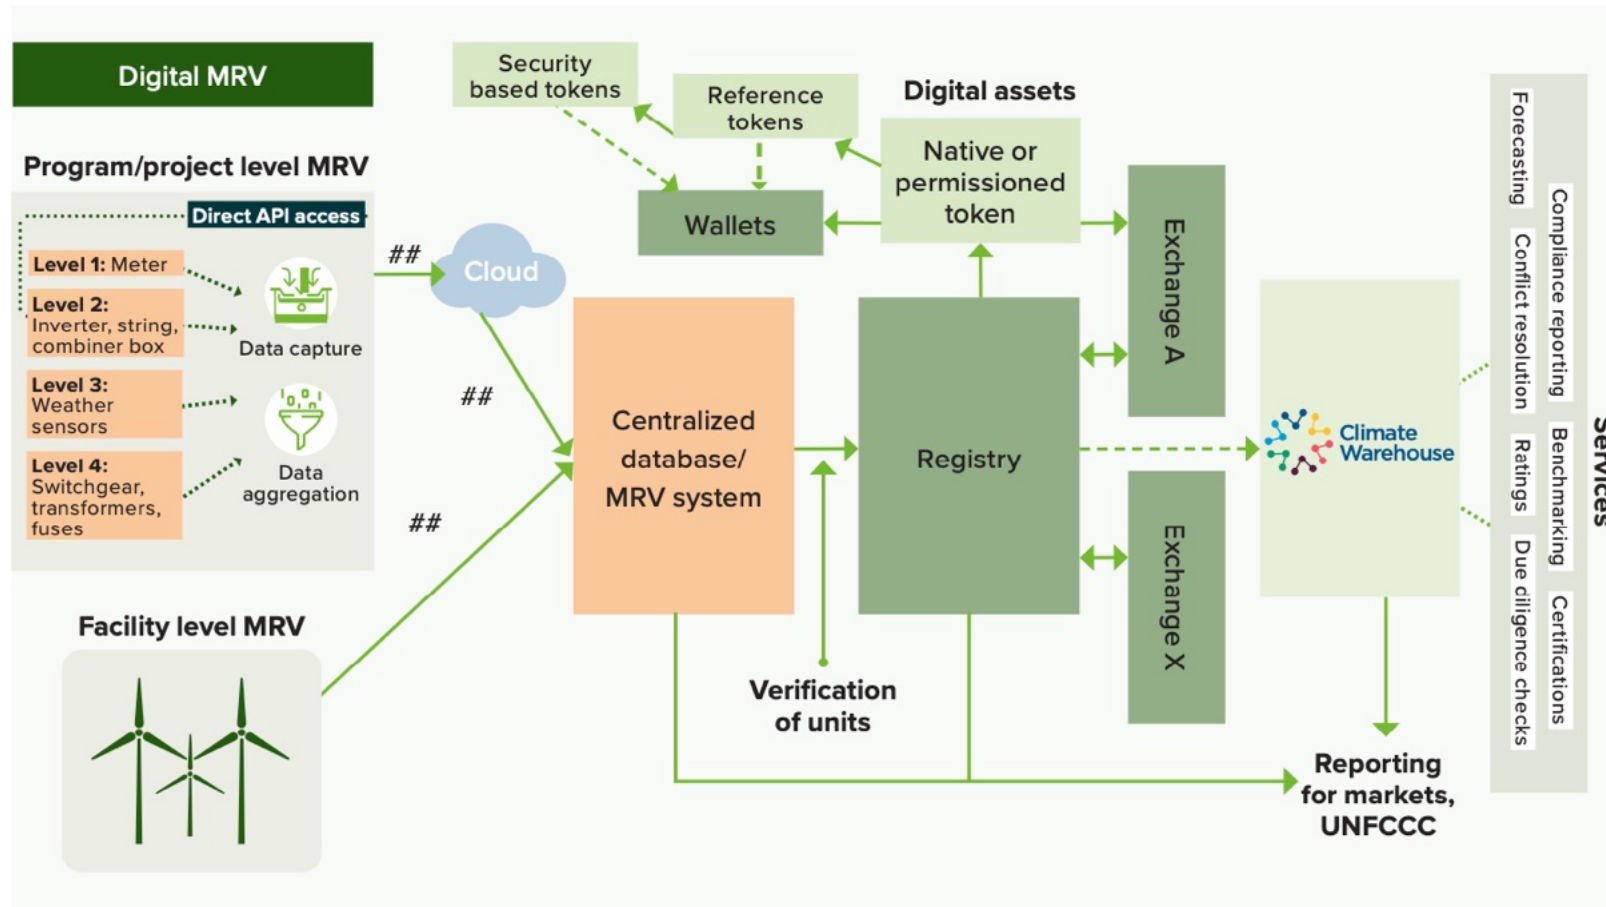 Digital MRV
Program/project level MRV
Direct API access
Level 1: Meter
Level 2:
Inverter, string,
combiner box
Level 3:
Weather
sensors
Level 4:
Switchgear,
transformers,
fuses
Data capture
Data
aggregation
Facility level MRV
##
##
##
Cloud
Security
based tokens
Reference
tokens
Digital assets
Native or
permissioned
token
Wallets
Centralized
database/
MRV system
Verification
of units
Registry
Exchange A
Exchange X
Climate
Warehouse
Reporting
for markets,
UNFCCC
Forecasting
Conflict resolution
Ratings
Due diligence checks
Compliance reporting
Benchmarking
Certifications
Services